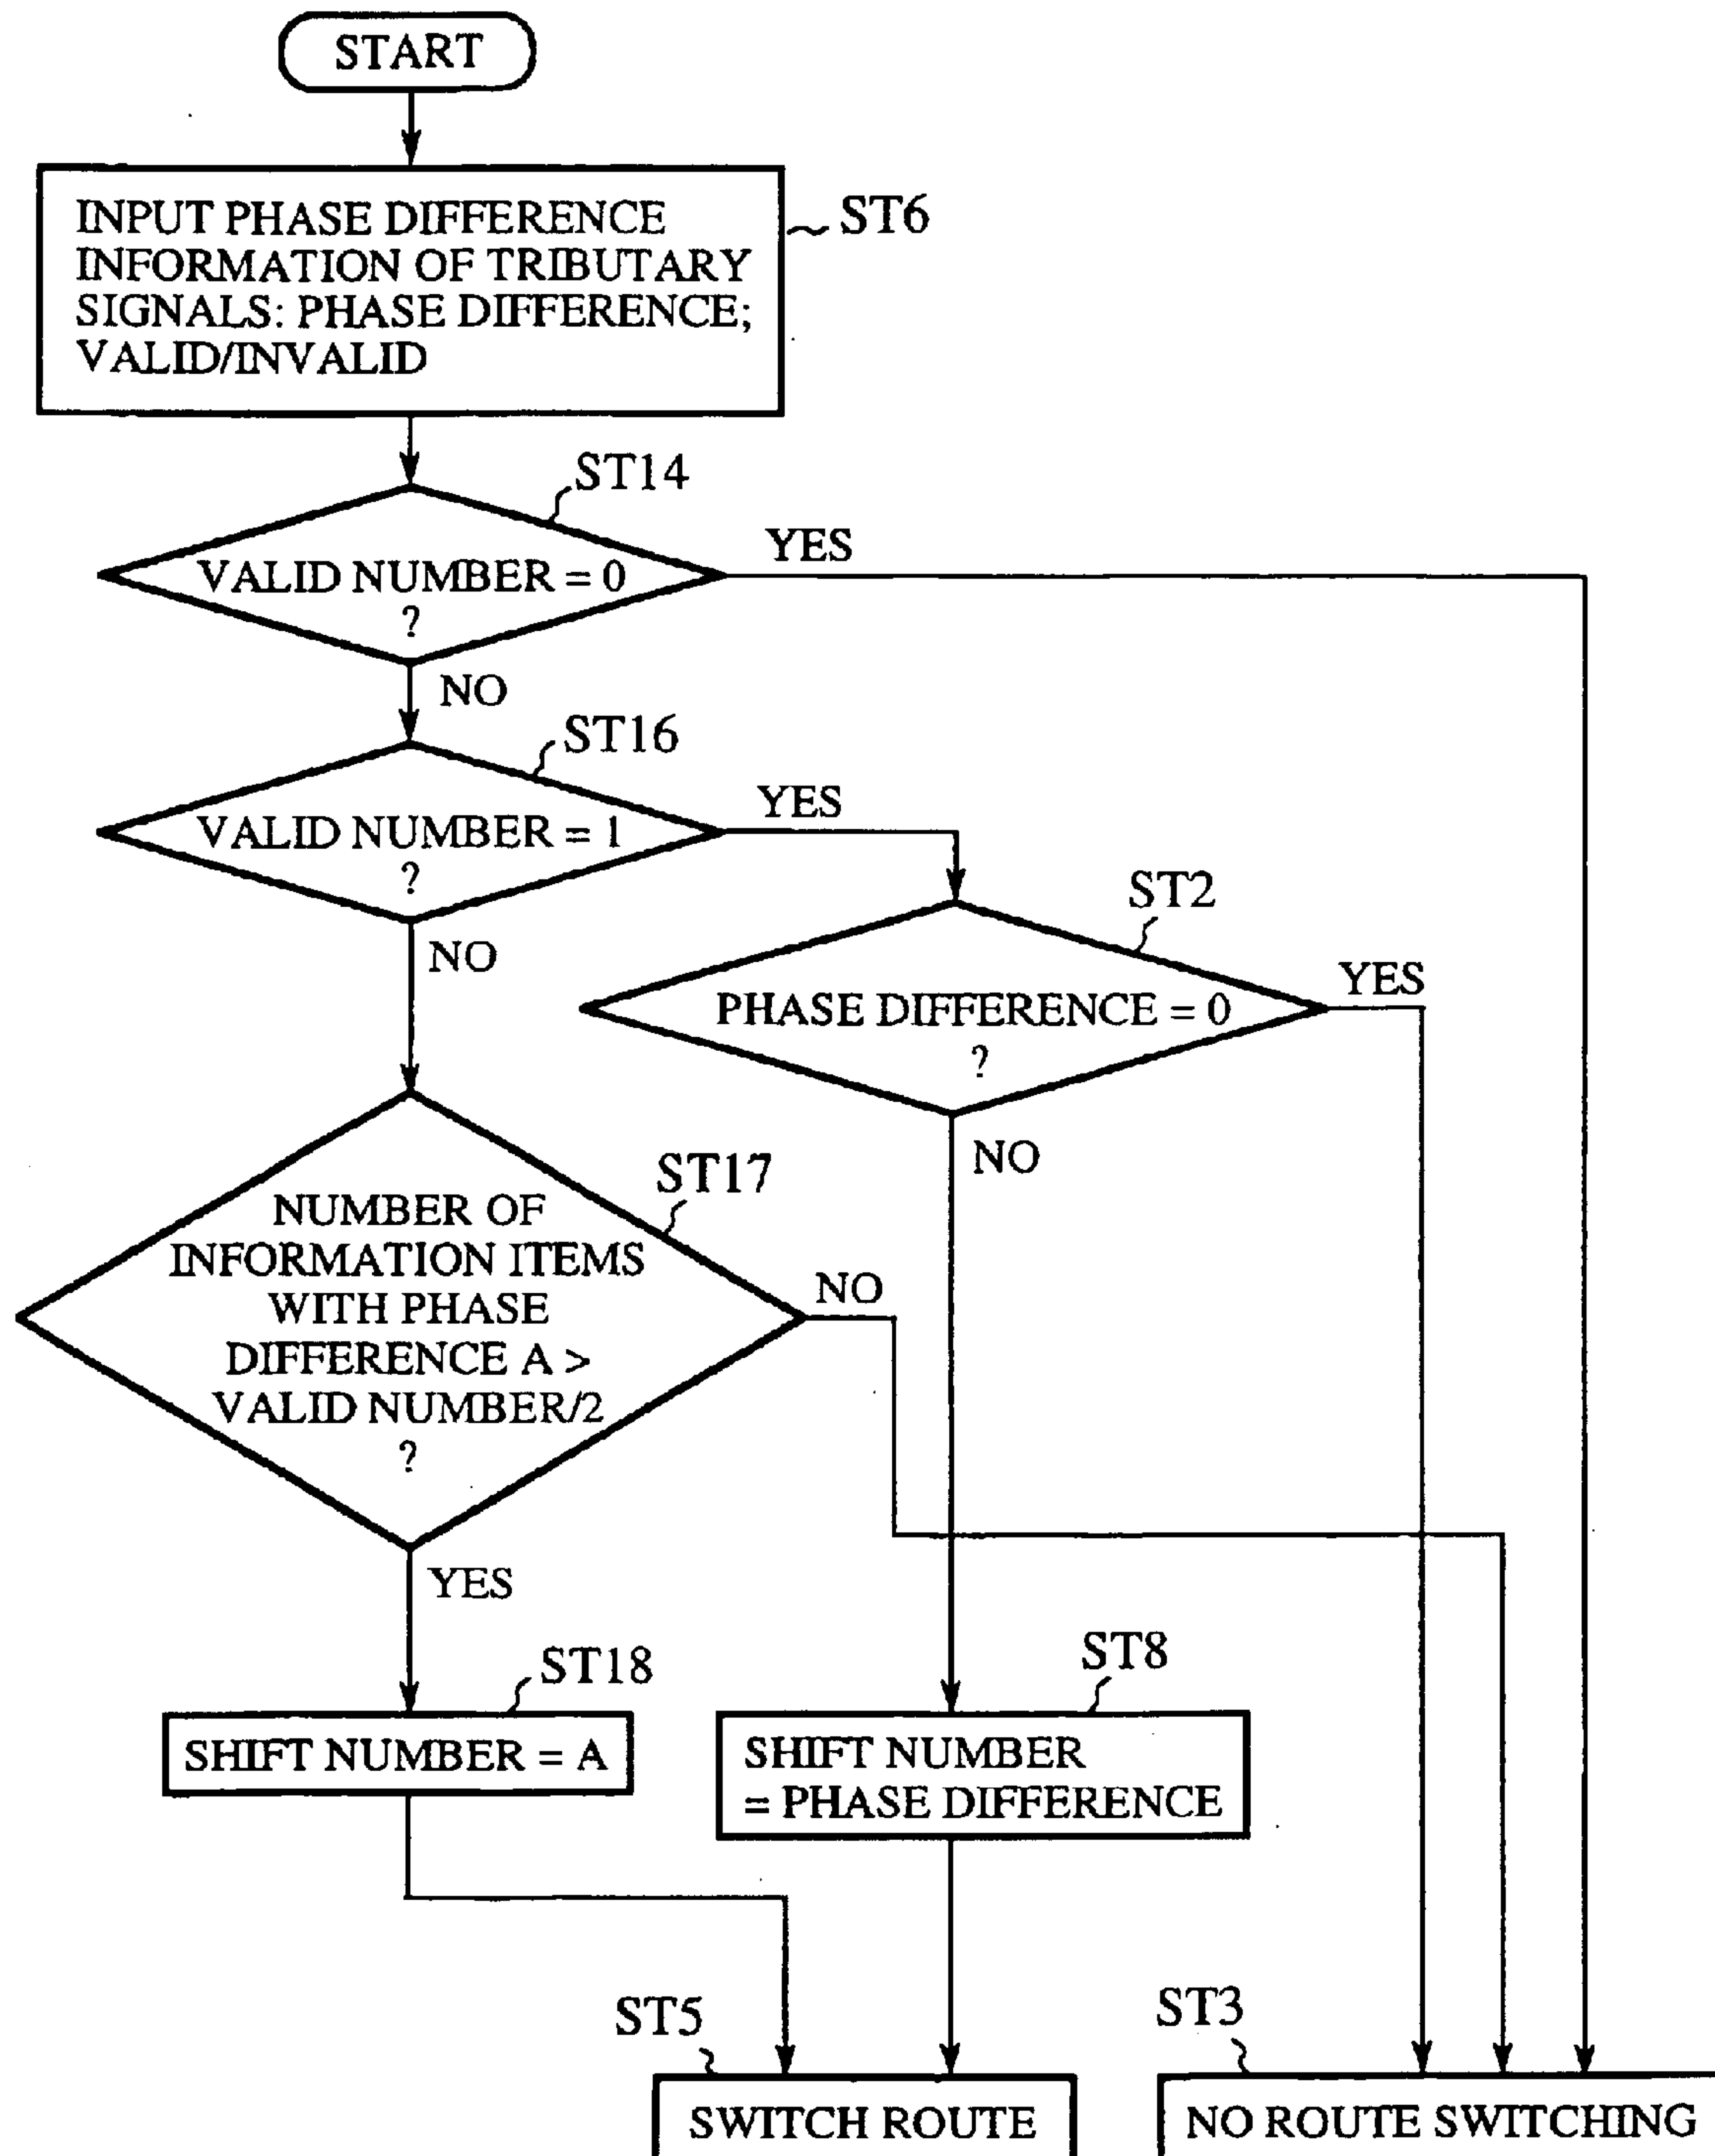 START
INPUT PHASE DIFFERENCE
INFORMATION OF TRIBUTARY
SIGNALS: PHASE DIFFERENCE;
VALID/INVALID
ST6
ST14
VALID NUMBER = 0
?
YES
NO
ST16
VALID NUMBER = 1
?
YES
NO
ST2
PHASE DIFFERENCE = 0
?
YES
NO
ST17
NUMBER OF
INFORMATION ITEMS
WITH PHASE
DIFFERENCE A >
VALID NUMBER/2
?
NO
YES
ST18
SHIFT NUMBER = A
ST8
SHIFT NUMBER
= PHASE DIFFERENCE
ST5
SWITCH ROUTE
ST3
NO ROUTE SWITCHING